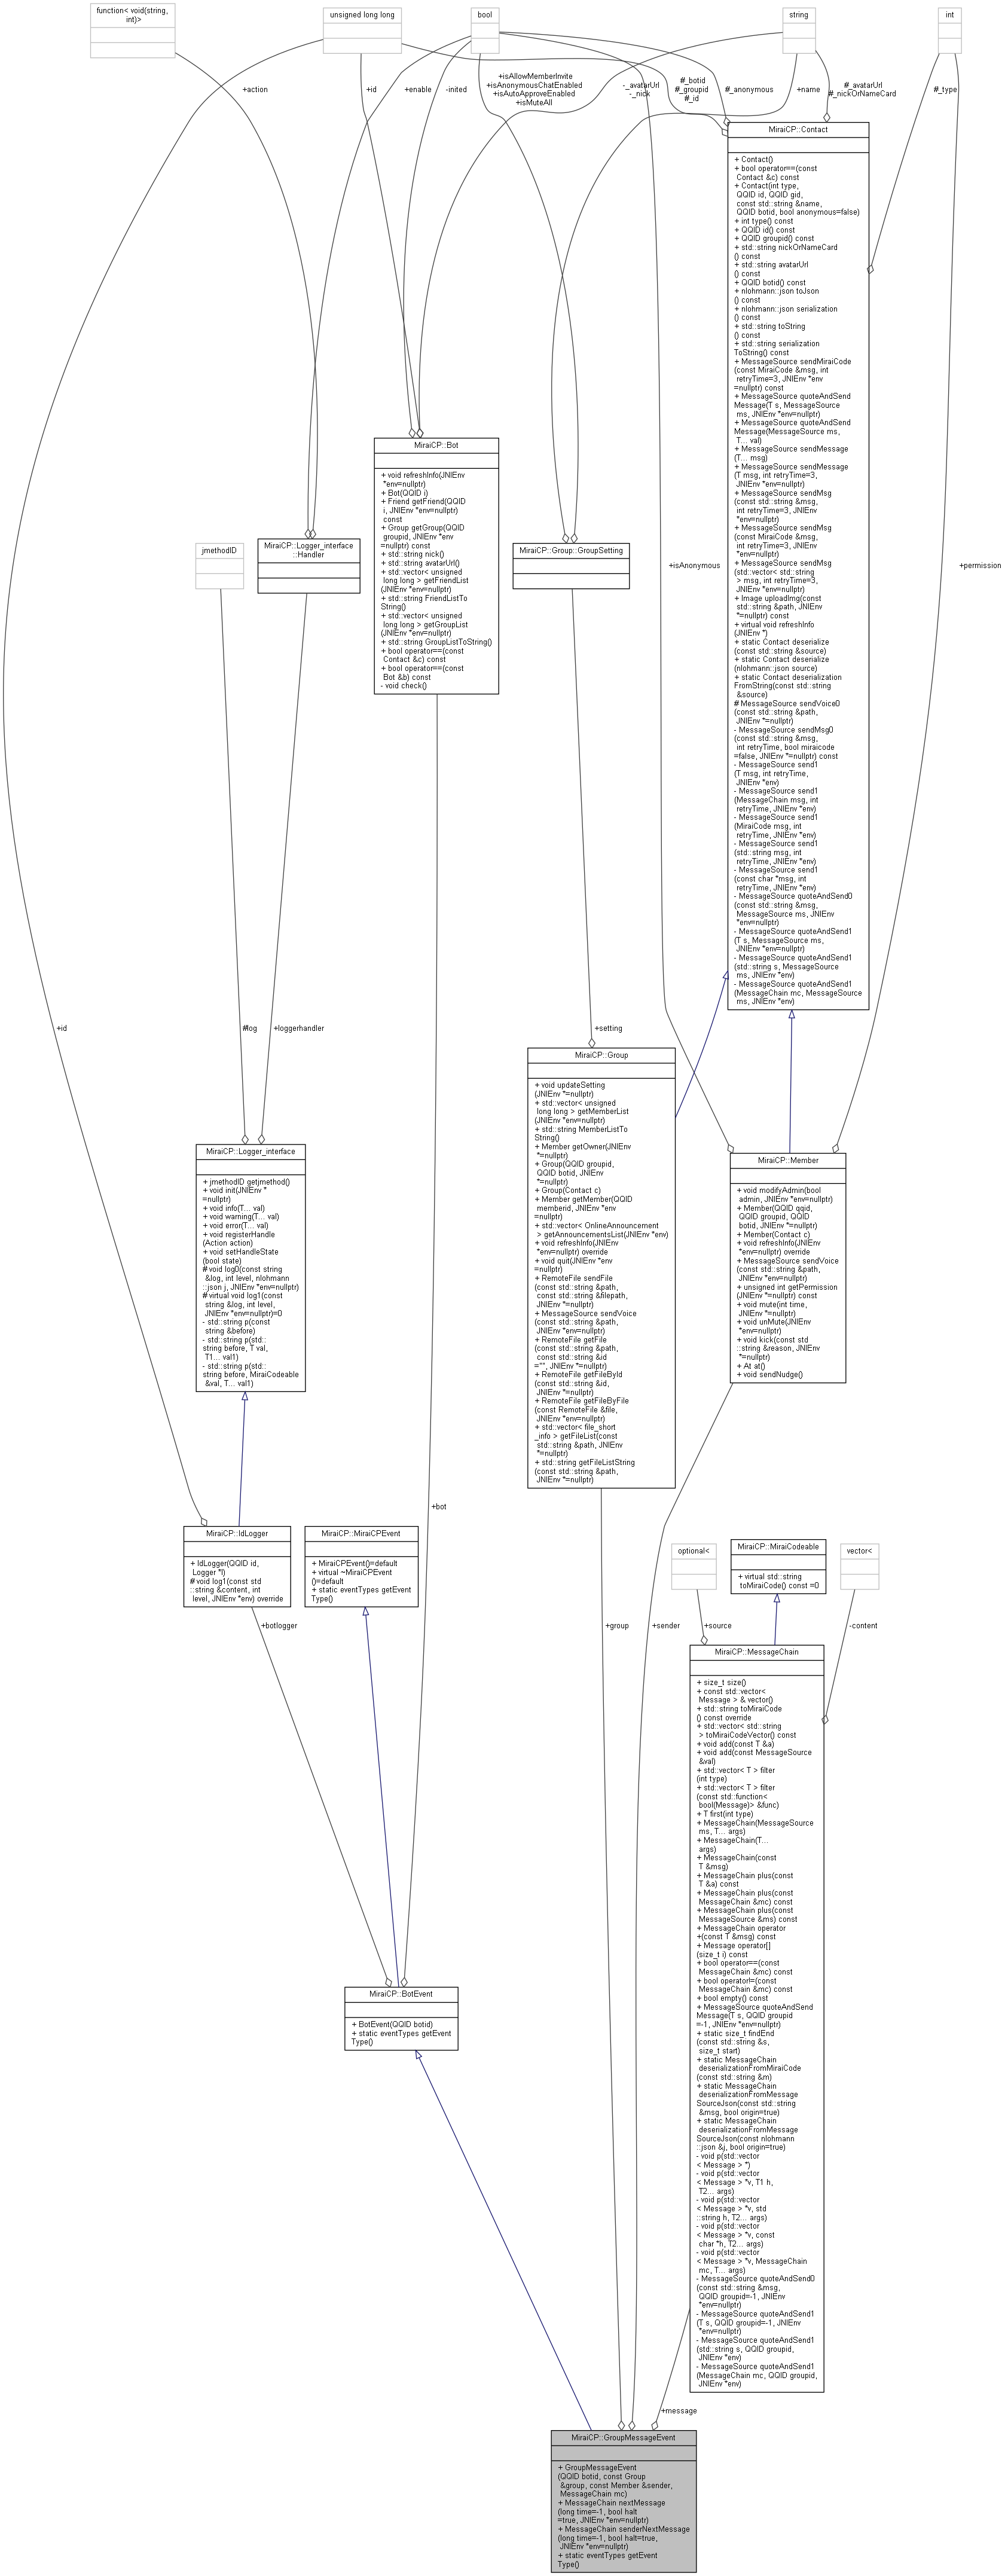 function< void(string,
int)>
unsigned long long
bool
string
int
+action
+id
+enable
-inited
+isAllowMemberInvite
+isAnonymousChatEnabled
+isAutoApproveEnabled
+isMuteAll
-_avatarUrl
-_nick
#_botid
#_groupid
#_id
#_anonymous
+name
#_avatarUrl
#_nickOrNameCard
#_type
MiraiCP::Contact
+ Contact()
+ bool operator==(const
Contact &c) const
+ Contact(int type,
QQID id, QQID gid,
const std::string &name,
QQID botid, bool anonymous=false)
+ int type() const
+ QQID id() const
+ QQID groupid() const
+ std::string nickOrNameCard
() const
+ std::string avatarUrl
() const
+ QQID botid() const
+ nlohmann::json toJson
() const
+ nlohmann::json serialization
() const
+ std::string toString
() const
+ std::string serialization
ToString() const
+ MessageSource sendMiraiCode
(const MiraiCode &msg, int
retryTime=3, JNIEnv *env
=nullptr) const
+ MessageSource quoteAndSend
Message(T s, MessageSource
ms, JNIEnv *env=nullptr)
+ MessageSource quoteAndSend
Message(MessageSource ms,
T... val)
+ MessageSource sendMessage
(T... msg)
+ MessageSource sendMessage
(T msg, int retryTime=3,
JNIEnv *env=nullptr)
+ MessageSource sendMsg
(const std::string &msg,
int retryTime=3, JNIEnv
*env=nullptr)
+ MessageSource sendMsg
(const MiraiCode &msg,
int retryTime=3, JNIEnv
*env=nullptr)
+ MessageSource sendMsg
(std::vector< std::string
> msg, int retryTime=3,
JNIEnv *env=nullptr)
+ Image uploadImg(const
std::string &path, JNIEnv
*=nullptr) const
+ virtual void refreshInfo
(JNIEnv *)
+ static Contact deserialize
(const std::string &source)
+ static Contact deserialize
(nlohmann::json source)
+ static Contact deserialization
FromString(const std::string
&source)
# MessageSource sendVoice0
(const std::string &path,
JNIEnv *=nullptr)
- MessageSource sendMsg0
(const std::string &msg,
int retryTime, bool miraicode
=false, JNIEnv *=nullptr) const
- MessageSource send1
(T msg, int retryTime,
JNIEnv *env)
- MessageSource send1
(MessageChain msg, int
retryTime, JNIEnv *env)
- MessageSource send1
(MiraiCode msg, int
retryTime, JNIEnv *env)
- MessageSource send1
(std::string msg, int
retryTime, JNIEnv *env)
- MessageSource send1
(const char *msg, int
retryTime, JNIEnv *env)
- MessageSource quoteAndSend0
(const std::string &msg,
MessageSource ms, JNIEnv
*env=nullptr)
- MessageSource quoteAndSend1
(T s, MessageSource ms,
JNIEnv *env=nullptr)
- MessageSource quoteAndSend1
(std::string s, MessageSource
ms, JNIEnv *env)
- MessageSource quoteAndSend1
(MessageChain mc, MessageSource
ms, JNIEnv *env)
MiraiCP::Bot
+ void refreshInfo(JNIEnv
*env=nullptr)
+ Bot(QQID i)
+ Friend getFriend(QQID
i, JNIEnv *env=nullptr)
const
+ Group getGroup(QQID
groupid, JNIEnv *env
=nullptr) const
+ std::string nick()
+ std::string avatarUrl()
+ std::vector< unsigned
long long > getFriendList
(JNIEnv *env=nullptr)
+ std::string FriendListTo
String()
+ std::vector< unsigned
long long > getGroupList
(JNIEnv *env=nullptr)
+ std::string GroupListToString()
+ bool operator==(const
Contact &c) const
+ bool operator==(const
Bot &b) const
- void check()
jmethodID
MiraiCP::Logger_interface
::Handler
MiraiCP::Group::GroupSetting
+isAnonymous
+permission
+id
#log
+loggerhandler
+setting
MiraiCP::Group
+ void updateSetting
(JNIEnv *=nullptr)
+ std::vector< unsigned
long long > getMemberList
(JNIEnv *env=nullptr)
+ std::string MemberListTo
String()
+ Member getOwner(JNIEnv
*=nullptr)
+ Group(QQID groupid,
QQID botid, JNIEnv
*=nullptr)
+ Group(Contact c)
+ Member getMember(QQID
memberid, JNIEnv *env
=nullptr)
+ std::vector< OnlineAnnouncement
> getAnnouncementsList(JNIEnv *env)
+ void refreshInfo(JNIEnv
*env=nullptr) override
+ void quit(JNIEnv *env
=nullptr)
+ RemoteFile sendFile
(const std::string &path,
const std::string &filepath,
JNIEnv *=nullptr)
+ MessageSource sendVoice
(const std::string &path,
JNIEnv *env=nullptr)
+ RemoteFile getFile
(const std::string &path,
const std::string &id
="", JNIEnv *=nullptr)
+ RemoteFile getFileById
(const std::string &id,
JNIEnv *=nullptr)
+ RemoteFile getFileByFile
(const RemoteFile &file,
JNIEnv *env=nullptr)
+ std::vector< file_short
_info > getFileList(const
std::string &path, JNIEnv
*=nullptr)
+ std::string getFileListString
(const std::string &path,
JNIEnv *=nullptr)
MiraiCP::Member
+ void modifyAdmin(bool
admin, JNIEnv *env=nullptr)
+ Member(QQID qqid,
QQID groupid, QQID
botid, JNIEnv *=nullptr)
+ Member(Contact c)
+ void refreshInfo(JNIEnv
*env=nullptr) override
+ MessageSource sendVoice
(const std::string &path,
JNIEnv *env=nullptr)
+ unsigned int getPermission
(JNIEnv *=nullptr) const
+ void mute(int time,
JNIEnv *=nullptr)
+ void unMute(JNIEnv
*env=nullptr)
+ void kick(const std
::string &reason, JNIEnv
*=nullptr)
+ At at()
+ void sendNudge()
MiraiCP::Logger_interface
+ jmethodID getjmethod()
+ void init(JNIEnv *
=nullptr)
+ void info(T... val)
+ void warning(T... val)
+ void error(T... val)
+ void registerHandle
(Action action)
+ void setHandleState
(bool state)
# void log0(const string
&log, int level, nlohmann
::json j, JNIEnv *env=nullptr)
# virtual void log1(const
string &log, int level,
JNIEnv *env=nullptr)=0
- std::string p(const
string &before)
- std::string p(std::
string before, T val,
T1... val1)
- std::string p(std::
string before, MiraiCodeable
&val, T... val1)
+bot
MiraiCP::IdLogger
+ IdLogger(QQID id,
Logger *l)
# void log1(const std
::string &content, int
level, JNIEnv *env) override
MiraiCP::MiraiCPEvent
+ MiraiCPEvent()=default
+ virtual ~MiraiCPEvent
()=default
+ static eventTypes getEvent
Type()
optional<
MiraiCP::MiraiCodeable
+ virtual std::string
toMiraiCode() const =0
vector<
+botlogger
+group
+sender
+source
-content
MiraiCP::MessageChain
+ size_t size()
+ const std::vector<
Message > & vector()
+ std::string toMiraiCode
() const override
+ std::vector< std::string
> toMiraiCodeVector() const
+ void add(const T &a)
+ void add(const MessageSource
&val)
+ std::vector< T > filter
(int type)
+ std::vector< T > filter
(const std::function<
bool(Message)> &func)
+ T first(int type)
+ MessageChain(MessageSource
ms, T... args)
+ MessageChain(T...
args)
+ MessageChain(const
T &msg)
+ MessageChain plus(const
T &a) const
+ MessageChain plus(const
MessageChain &mc) const
+ MessageChain plus(const
MessageSource &ms) const
+ MessageChain operator
+(const T &msg) const
+ Message operator[]
(size_t i) const
+ bool operator==(const
MessageChain &mc) const
+ bool operator!=(const
MessageChain &mc) const
+ bool empty() const
+ MessageSource quoteAndSend
Message(T s, QQID groupid
=-1, JNIEnv *env=nullptr)
+ static size_t findEnd
(const std::string &s,
size_t start)
+ static MessageChain
deserializationFromMiraiCode
(const std::string &m)
+ static MessageChain
deserializationFromMessage
SourceJson(const std::string
&msg, bool origin=true)
+ static MessageChain
deserializationFromMessage
SourceJson(const nlohmann
::json &j, bool origin=true)
- void p(std::vector
< Message > *)
- void p(std::vector
< Message > *v, T1 h,
T2... args)
- void p(std::vector
< Message > *v, std
::string h, T2... args)
- void p(std::vector
< Message > *v, const
char *h, T2... args)
- void p(std::vector
< Message > *v, MessageChain
mc, T... args)
- MessageSource quoteAndSend0
(const std::string &msg,
QQID groupid=-1, JNIEnv
*env=nullptr)
- MessageSource quoteAndSend1
(T s, QQID groupid=-1, JNIEnv
*env=nullptr)
- MessageSource quoteAndSend1
(std::string s, QQID groupid,
JNIEnv *env)
- MessageSource quoteAndSend1
(MessageChain mc, QQID groupid,
JNIEnv *env)
MiraiCP::BotEvent
+ BotEvent(QQID botid)
+ static eventTypes getEvent
Type()
+message
MiraiCP::GroupMessageEvent
+ GroupMessageEvent
(QQID botid, const Group
&group, const Member &sender,
MessageChain mc)
+ MessageChain nextMessage
(long time=-1, bool halt
=true, JNIEnv *env=nullptr)
+ MessageChain senderNextMessage
(long time=-1, bool halt=true,
JNIEnv *env=nullptr)
+ static eventTypes getEvent
Type()